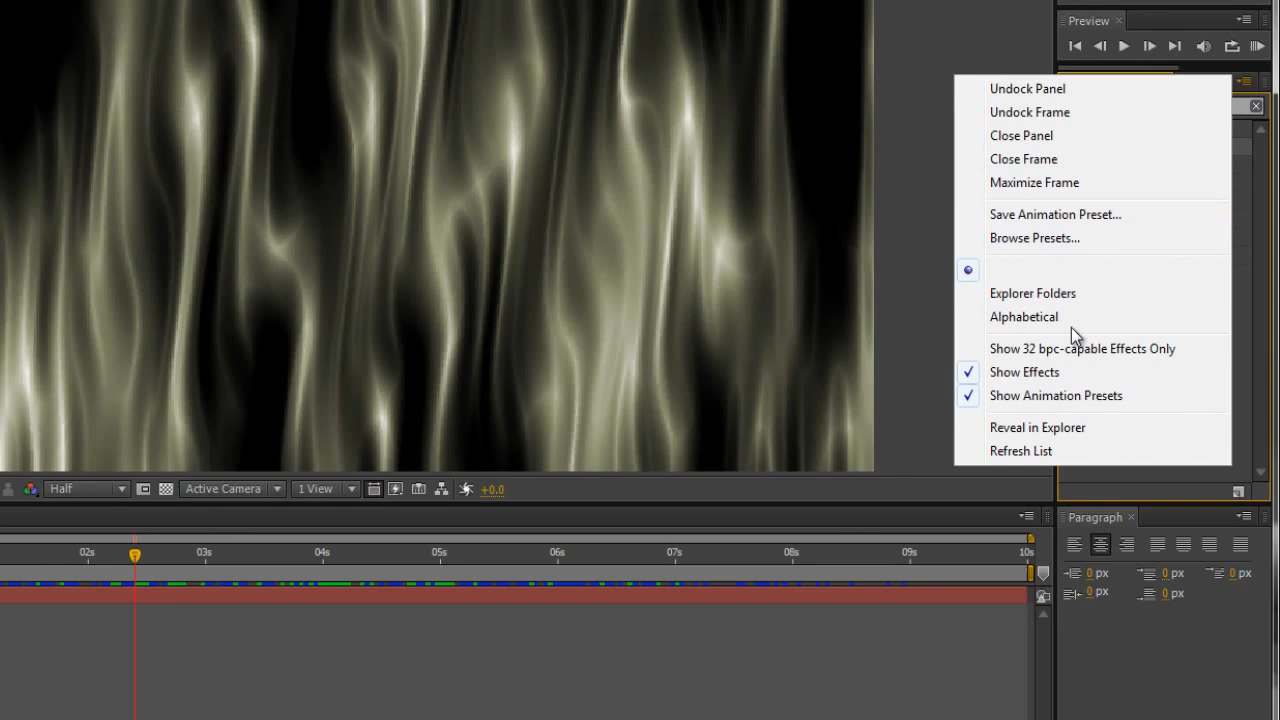 Preview
Undock Panel
Undock Frame
Close Panel
Close Frame
Maximize Frame
Save Animation Preset...
Browse Presets...
Explorer Folders
Alphabetical
Show 32 bpc-capable Effects Only
Show Effects
Show Animation Presets
Reveal in Explorer
Refresh List
Half
Active Camera
1 View
+0.0
Paragraph
02s 03s 04s 05s 06s 07s 08s 09s 10s
0 px 0 px 0 px
0 px 0 px